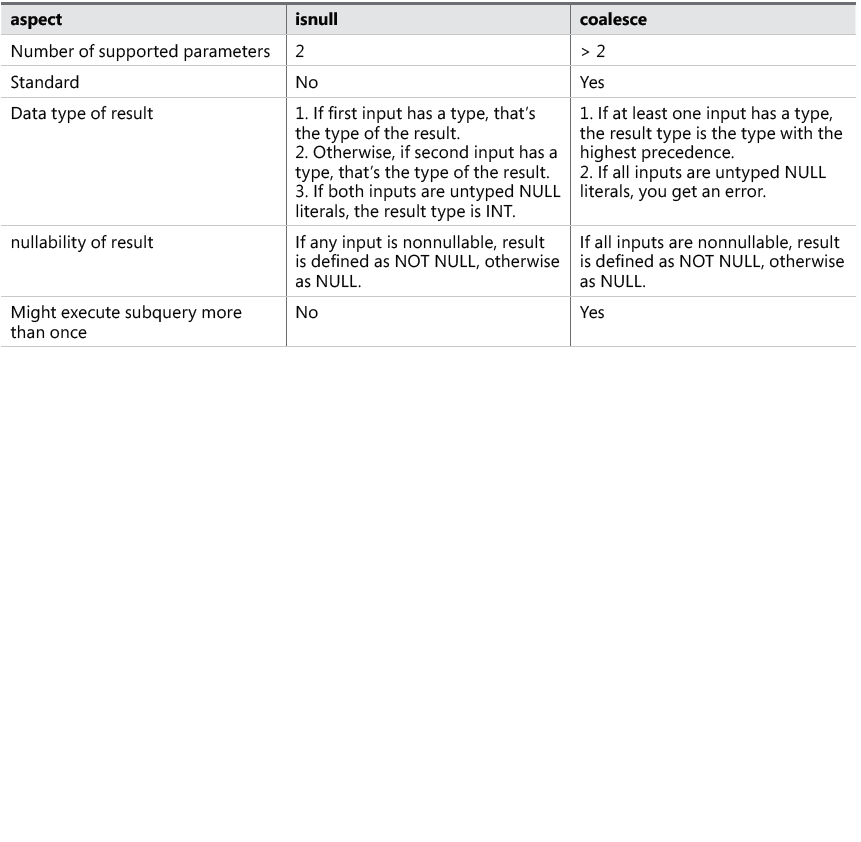 aspect isnull coalesce
Number of supported parameters 2 > 2
Standard No Yes
Data type of result
1. If first input has a type, that's
the type of the result.
2. Otherwise, if second input has a
type, that's the type of the result.
3. If both inputs are untyped NULL
literals, the result type is INT.
1. If at least one input has a type,
the result type is the type with the
highest precedence.
2. If all inputs are untyped NULL
literals, you get an error.
nullability of result
If any input is nonnullable, result
is defined as NOT NULL, otherwise
as NULL.
If all inputs are nonnullable, result
is defined as NOT NULL, otherwise
as NULL.
Might execute subquery more
than once
No
Yes